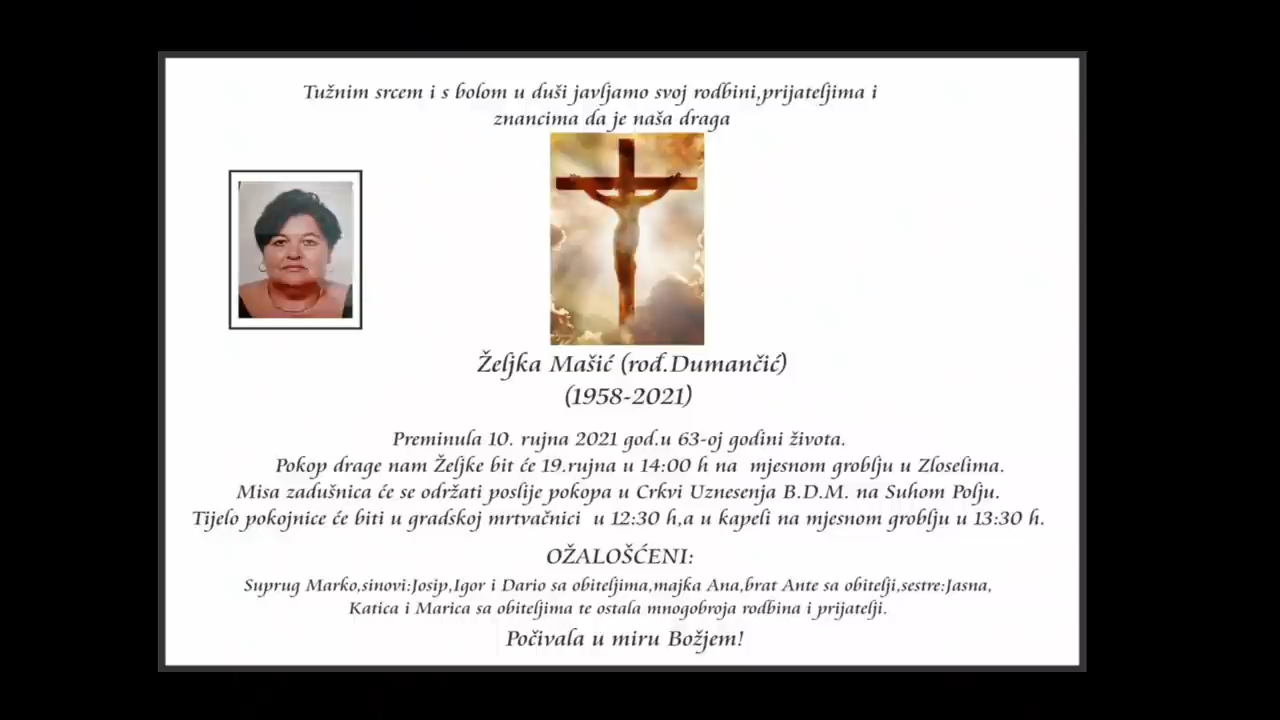 Tužnim srcem i s bolom u duši javljamo svoj rodbini,prijateljima i
znancima da je naša draga
Željka Mašić (rođ.Dumančić)
(1958-2021)
Preminula 10. rujna 2021 god.u 63-oj godini života.
Pokop drage nam Željke bit će 19.rujna u 14:00 h na mjesnom groblju u Zloselima.
Misa zadušnica će se održati poslije pokopa u Crkvi Uznesenja B.D.M. na Suhom Polju.
Tijelo pokojnice će biti u gradskoj mrtvačnici u 12:30 h,a u kapeli na mjesnom groblju u 13:30 h.
OŽALOŠĆENI:
Suprug Marko,sinovi:Josip,Igor i Dario sa obiteljima,majka Ana,brat Ante sa obitelji,sestre:Jasna,
Katica i Marica sa obiteljima te ostala mnogobroja rodbina i prijatelji.
Počivala u miru Božjem!